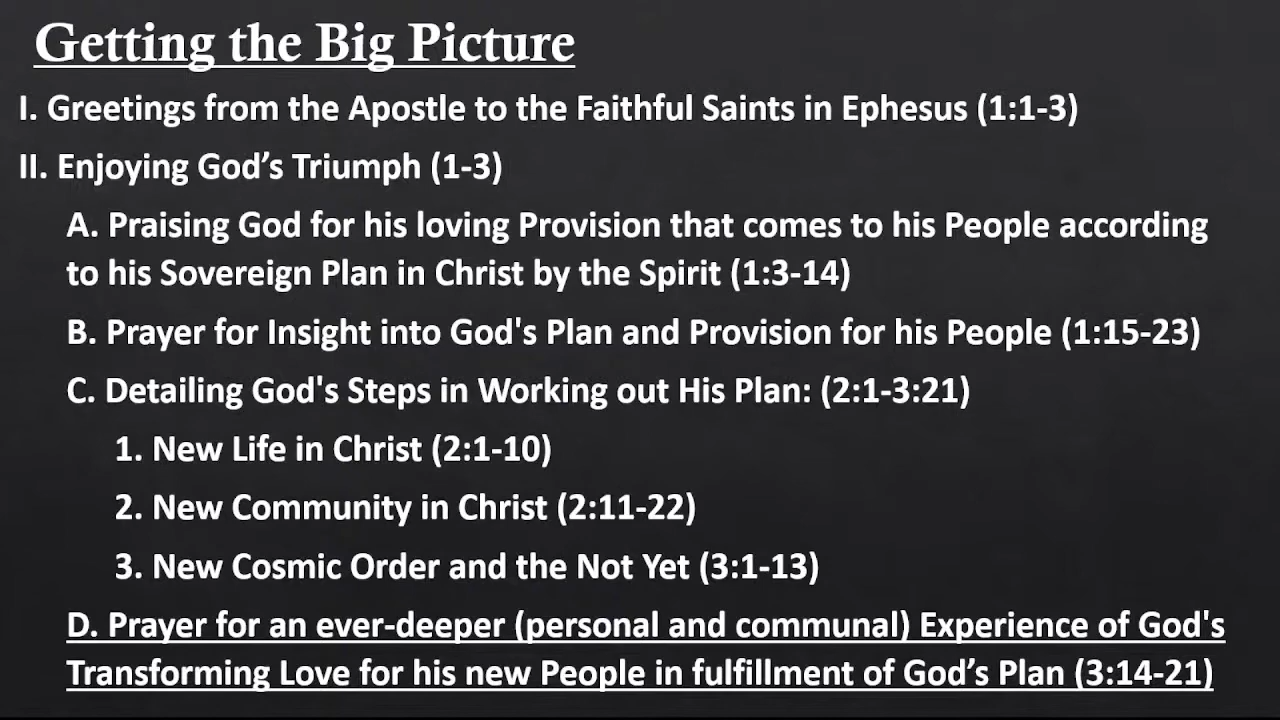 Getting the Big Picture
I. Greetings from the Apostle to the Faithful Saints in Ephesus (1:1-3)
II. Enjoying God’s Triumph (1-3)
A. Praising God for his loving Provision that comes to his People according
to his Sovereign Plan in Christ by the Spirit (1:3-14)
B. Prayer for Insight into God's Plan and Provision for his People (1:15-23)
C. Detailing God's Steps in Working out His Plan: (2:1-3:21)
1. New Life in Christ (2:1-10)
2. New Community in Christ (2:11-22)
3. New Cosmic Order and the Not Yet (3:1-13)
D. Prayer for an ever-deeper (personal and communal) Experience of God's
Transforming Love for his new People in fulfillment of God’s Plan (3:14-21)